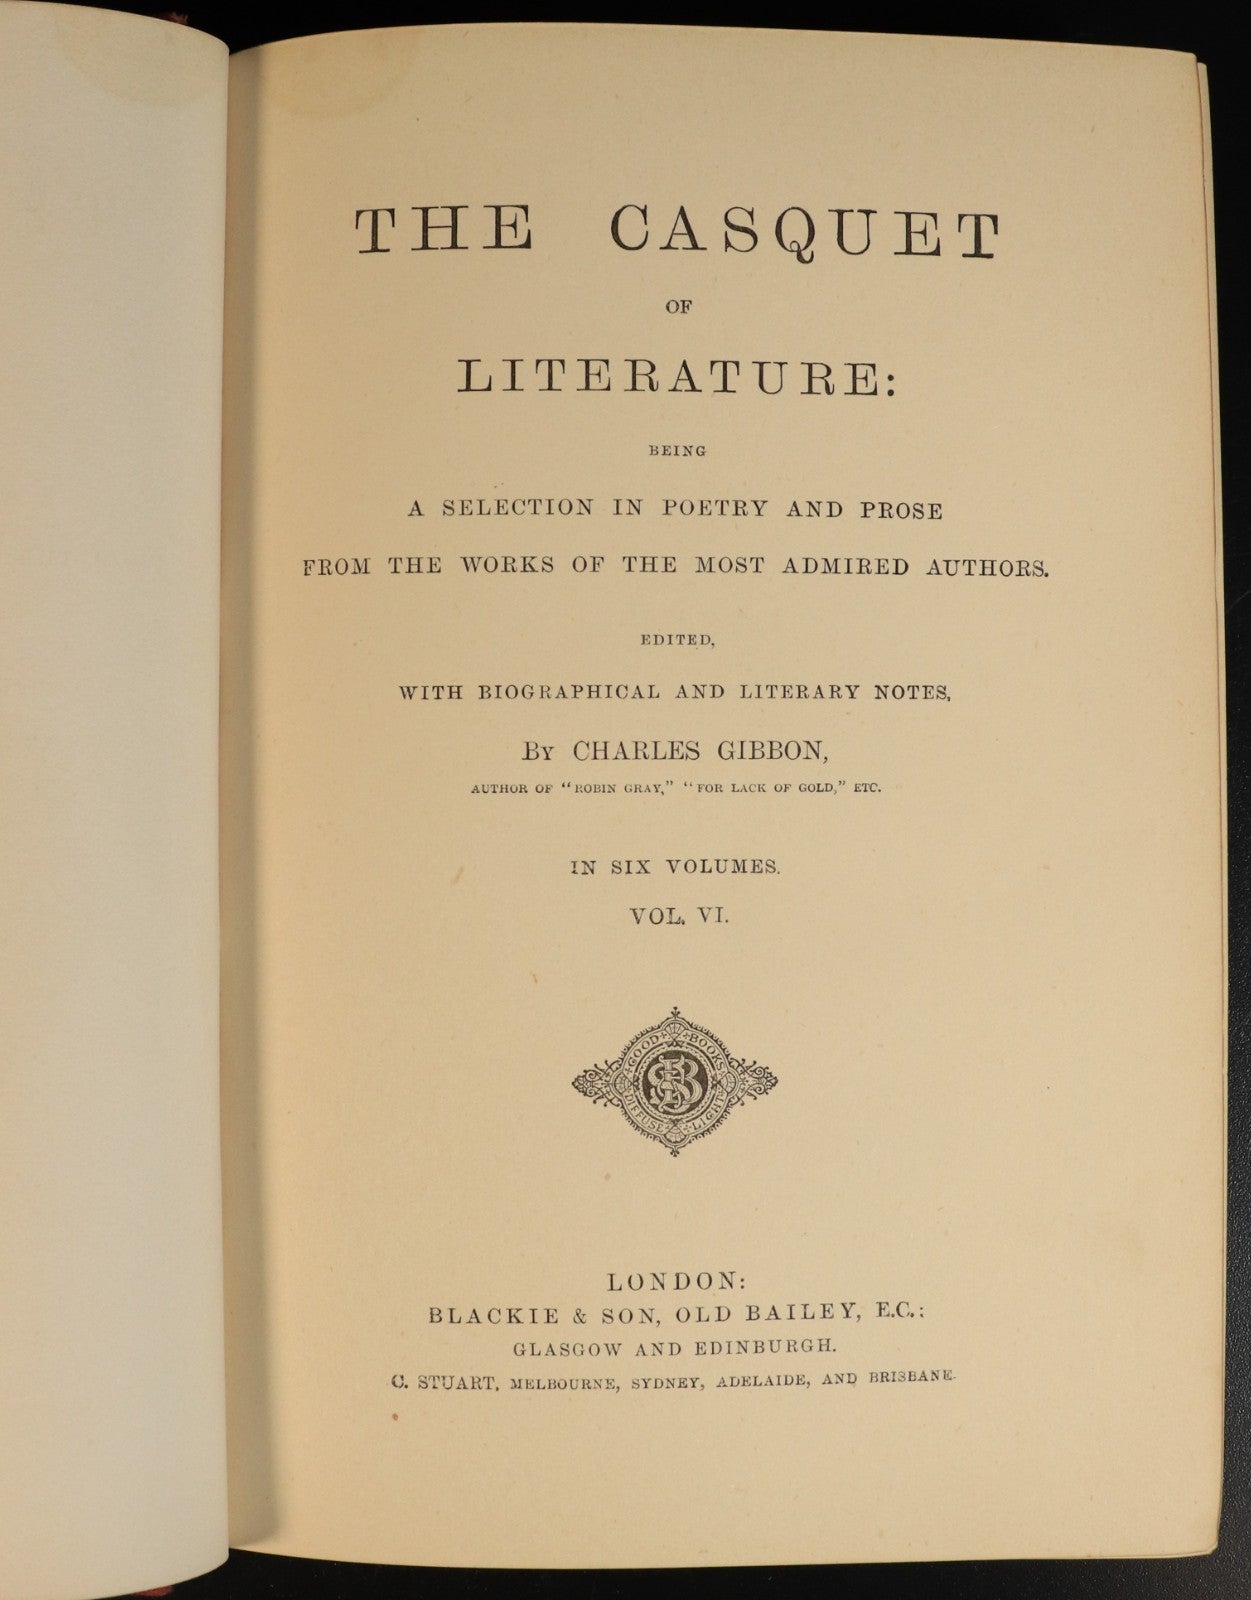 THE CASQUET
OF
LITERATURE:
BEING
A SELECTION IN POETRY AND PROSE
FROM THE WORKS OF THE MOST ADMIRED AUTHORS.
EDITED,
WITH BIOGRAPHICAL AND LITERARY NOTES,
BY CHARLES GIBBON,
AUTHOR OF "ROBIN GRAY," "FOR LACK OF GOLD," ETC.
IN SIX VOLUMES.
VOL. VI.
GOOD BOOKS
DIFFUSE LIGHT
LONDON:
BLACKIE & SON, OLD BAILEY, E.C.;
GLASGOW AND EDINBURGH.
C. STUART, MELBOURNE, SYDNEY, ADELAIDE, AND BRISBANE.